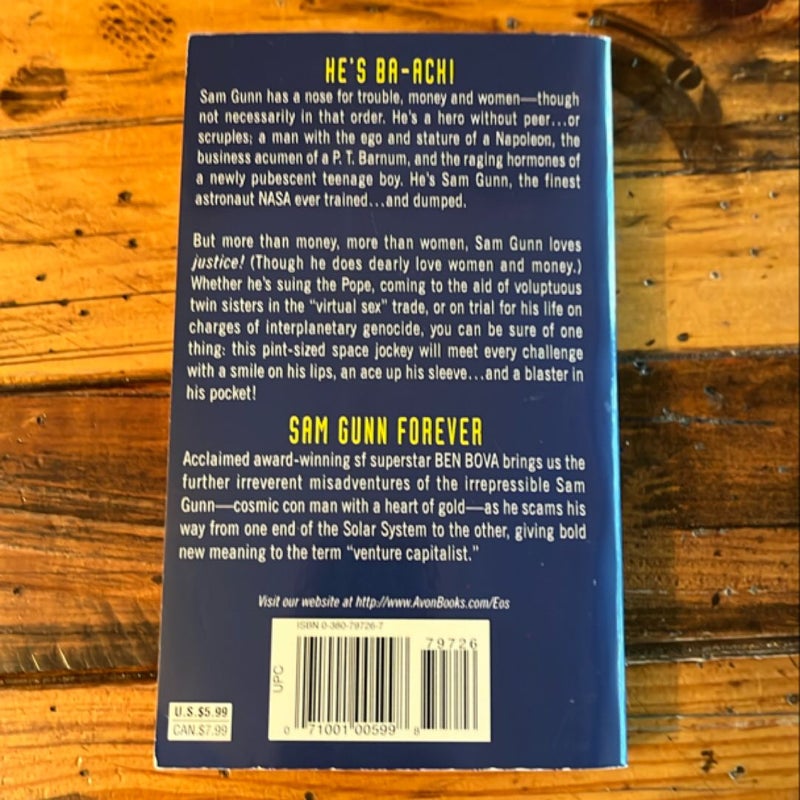 HE'S BA-ACK!
Sam Gunn has a nose for trouble, money and women—though
not necessarily in that order. He's a hero without peer...or
scruples; a man with the ego and stature of a Napoleon, the
business acumen of a P. T. Barnum, and the raging hormones of
a newly pubescent teenage boy. He's Sam Gunn, the finest
astronaut NASA ever trained...and dumped.
But more than money, more than women, Sam Gunn loves
justice! (Though he does dearly love women and money.)
Whether he's suing the Pope, coming to the aid of voluptuous
twin sisters in the "virtual sex" trade, or on trial for his life on
charges of interplanetary genocide, you can be sure of one
thing: this pint-sized space jockey will meet every challenge
with a smile on his lips, an ace up his sleeve...and a blaster in
his pocket!
SAM GUNN FOREVER
Acclaimed award-winning sf superstar BEN BOVA brings us the
further irreverent misadventures of the irrepressible Sam
Gunn—cosmic con man with a heart of gold—as he scams his
way from one end of the Solar System to the other, giving bold
new meaning to the term "venture capitalist."
Visit our website at http://www.AvonBooks.com/Eos
ISBN 0-380-79726-7
79726
UPC
0 71001 00599 8
U.S.$5.99
CAN.$7.99